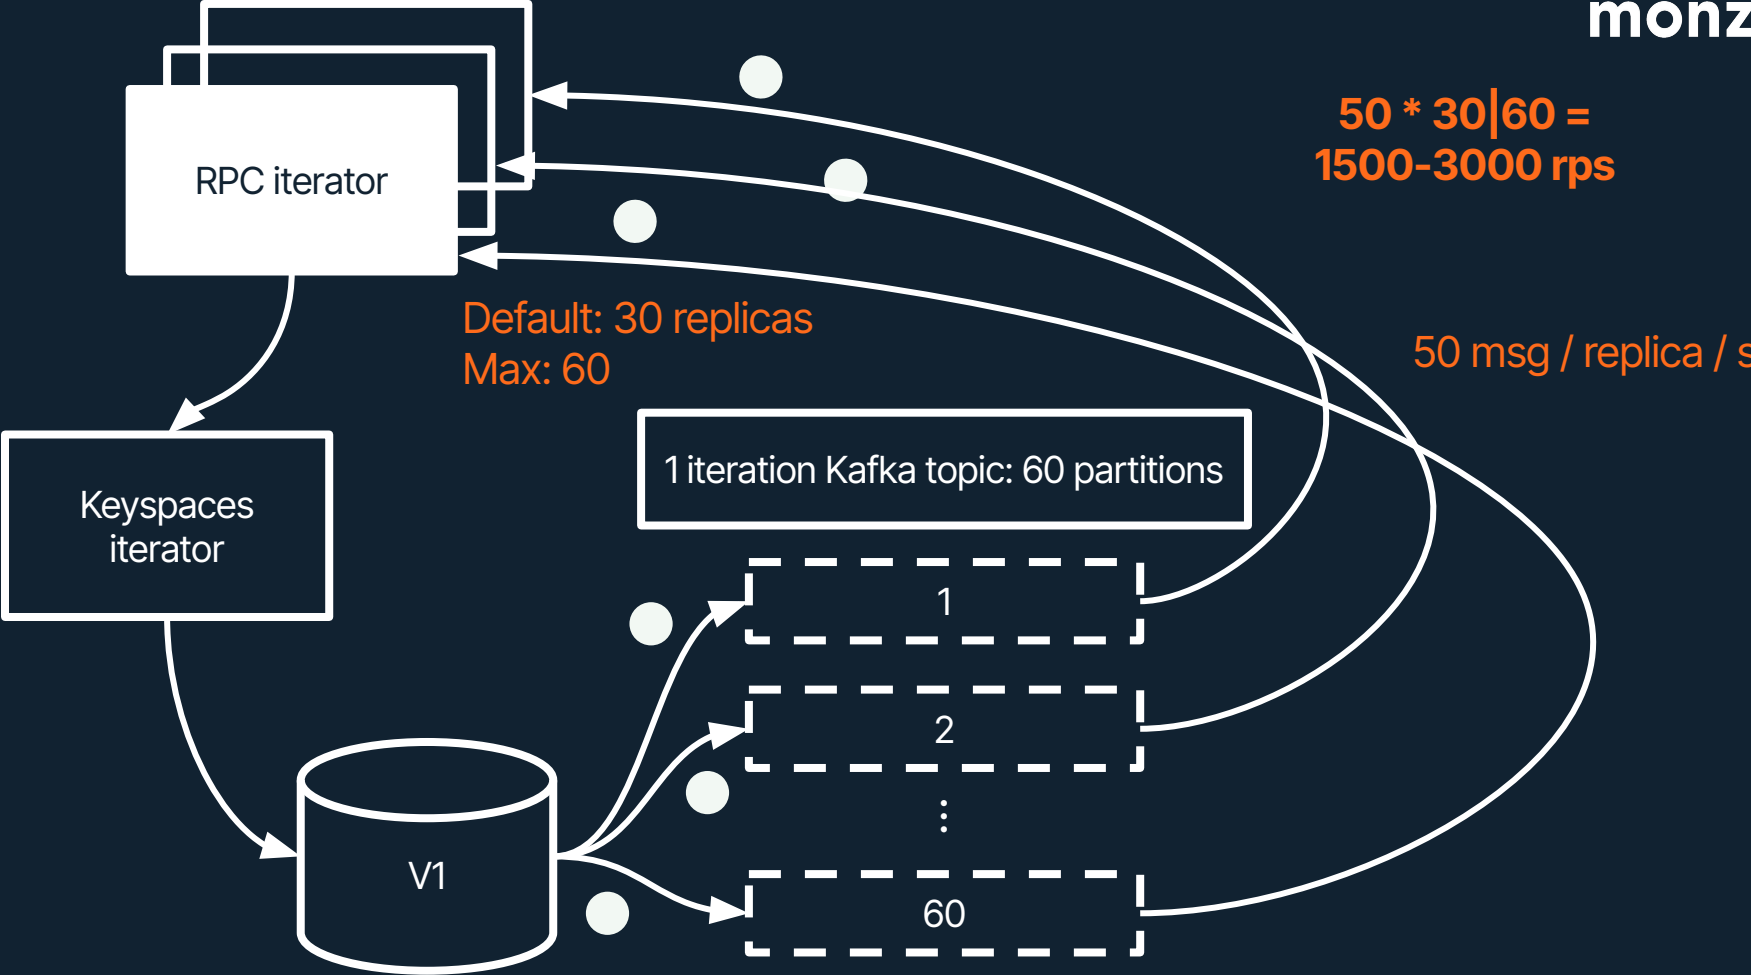 monz
50 * 30|60 =
1500-3000 rps
RPC iterator
Default: 30 replicas
Max: 60
50 msg / replica / s
1 iteration Kafka topic: 60 partitions
Keyspaces
iterator
1
2
⋮
60
V1